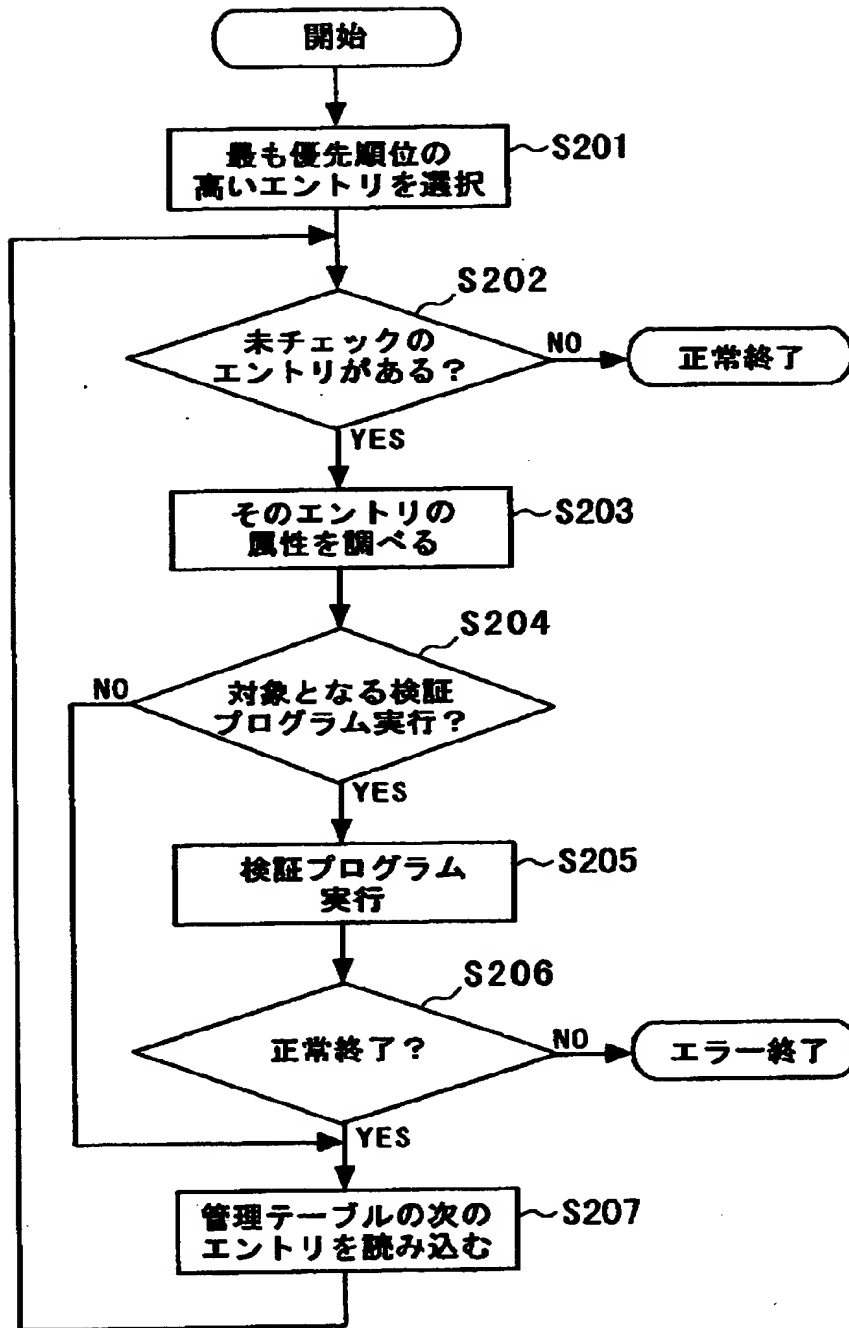 開始
最も優先順位の
高いエントリを選択
S201
S202
未チェックの
エントリがある?
NO
正常終了
YES
そのエントリの
属性を調べる
S203
S204
NO
対象となる検証
プログラム実行?
YES
検証プログラム
実行
S205
S206
正常終了?
NO
エラー終了
YES
管理テーブルの次の
エントリを読み込む
S207